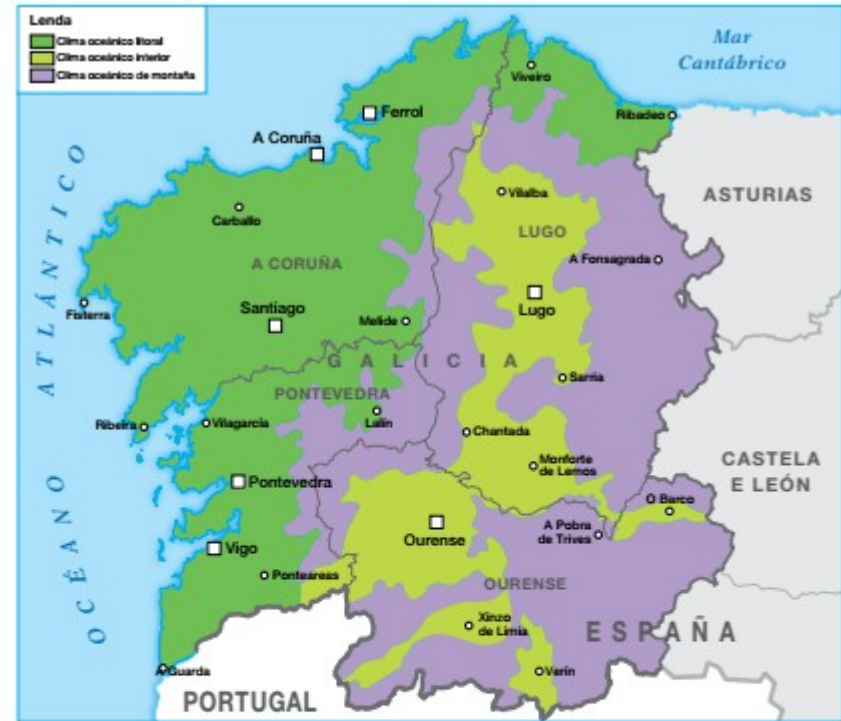 Lenda
Clima oceánico litoral
Clima oceánico interior
Clima oceánico de montaña
Mar
Cantábrico
Viveiro
Ferrol
Ribadeo
A Coruña
OCÉANO ATLÁNTICO
ASTURIAS
Vilalba
Carballo
LUGO
A CORUÑA
A Fonsagrada
Fisterra
Santiago
Lugo
Melide
GALICIA
PONTEVEDRA
Sarria
Ribeira
Vilagarcía
Lalín
Chantada
Monforte
de Lemos
CASTELA
E LEÓN
Pontevedra
O Barco
Ourense
A Pobra
de Trives
Vigo
Ponteareas
OURENSE
Xinzo
de Limia
ESPAÑA
A Guarda
Verín
PORTUGAL